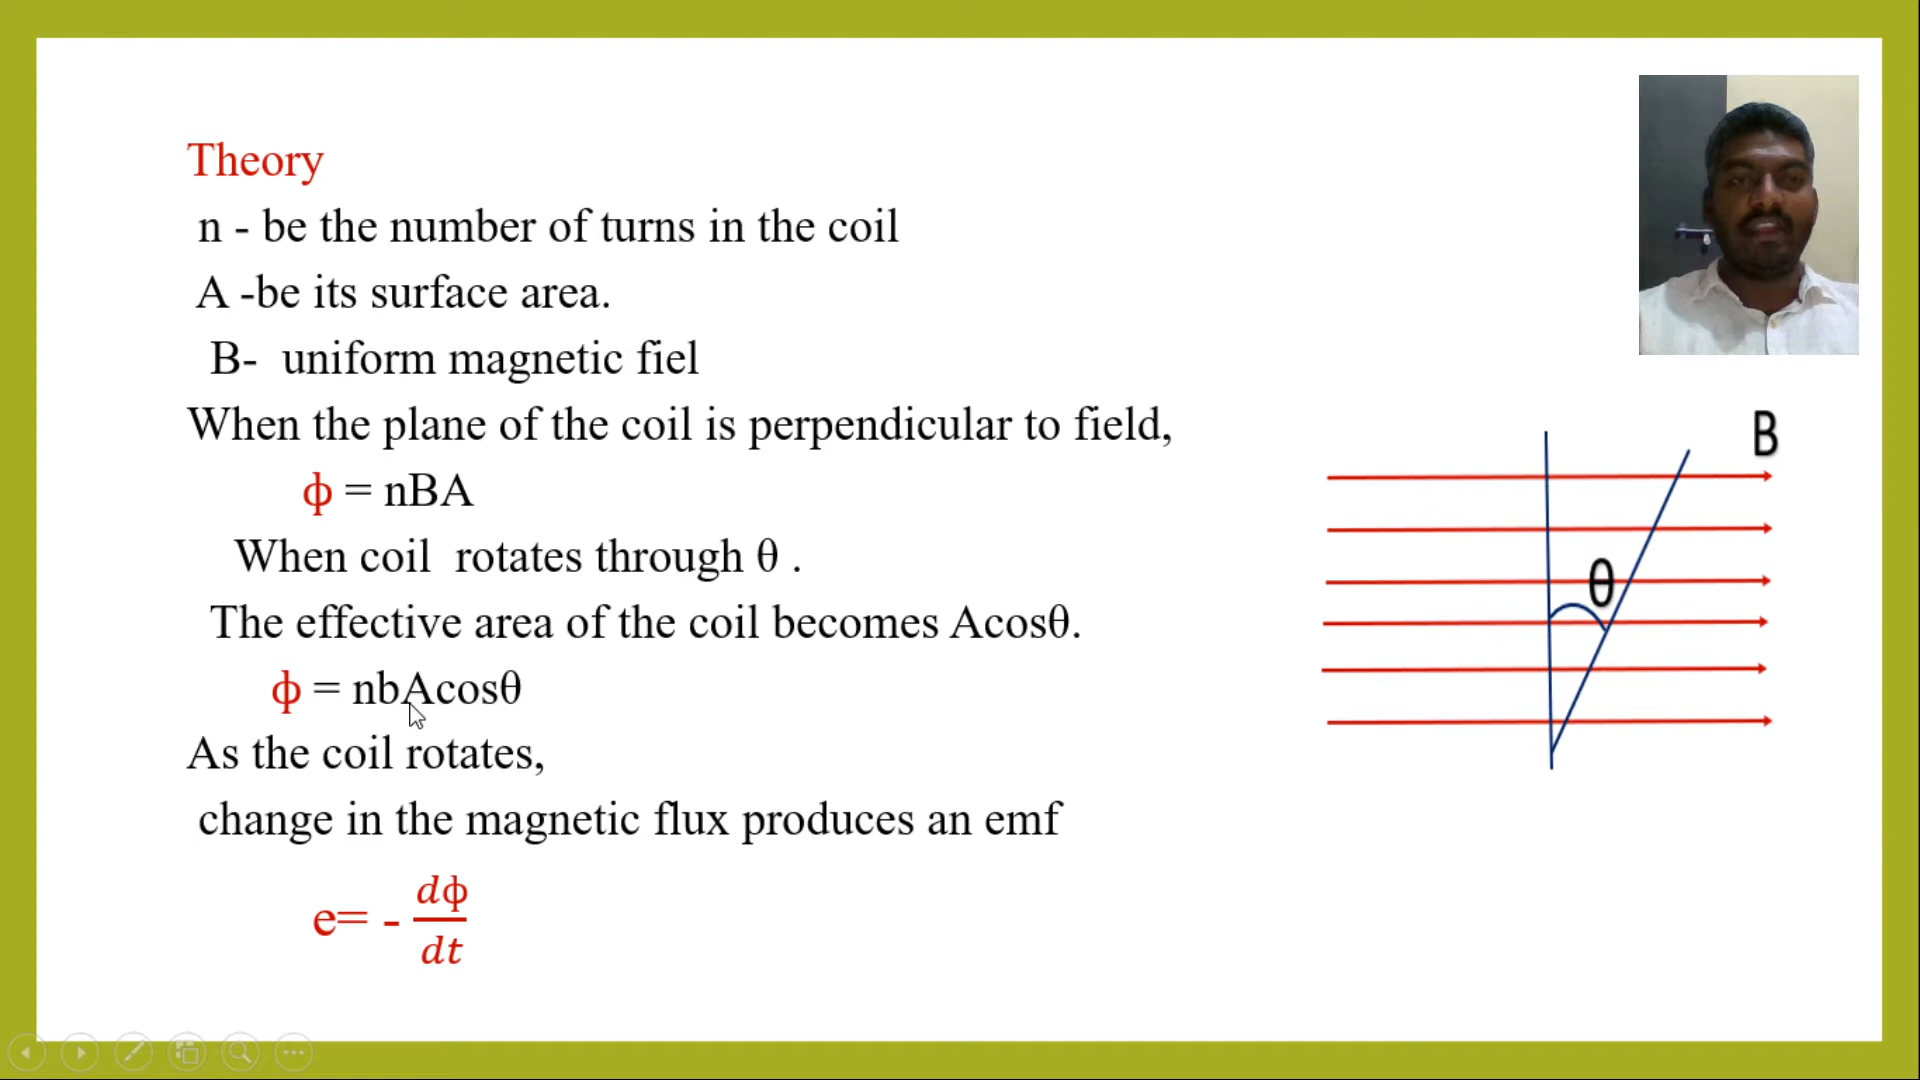 Theory
n - be the number of turns in the coil
A -be its surface area.
B- uniform magnetic fiel
When the plane of the coil is perpendicular to field,
ɸ = nBA
When coil rotates through θ .
The effective area of the coil becomes Acosθ.
ɸ = nbAcosθ
As the coil rotates,
change in the magnetic flux produces an emf
e= - dɸ/dt
B
θ